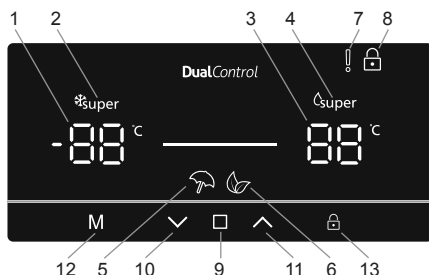 1 2 3 4 7 8
DualControl
super super
-88 °C 88 °C
M
12 5 10 9 11 6 13